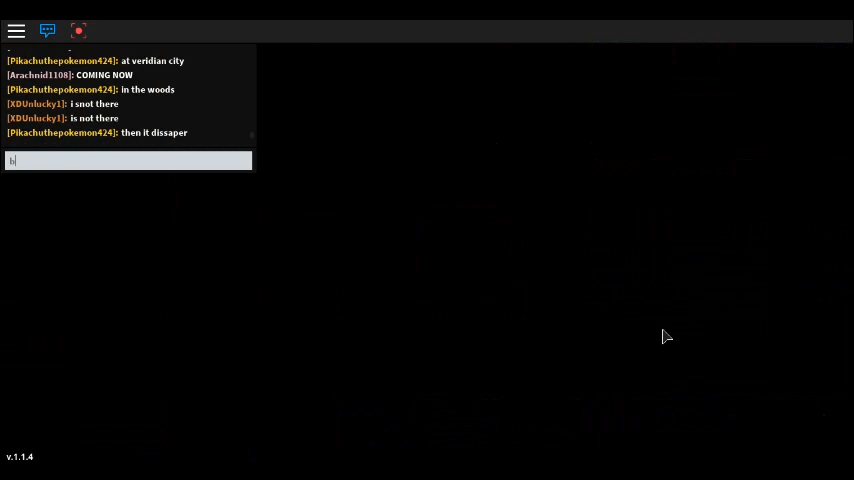 [Pikachuthepokemon424]: at veridian city
[Arachnid1108]: COMING NOW
[Pikachuthepokemon424]: in the woods
[XDUnlucky1]: i snot there
[XDUnlucky1]: is not there
[Pikachuthepokemon424]: then it dissaper
b
v.1.1.4